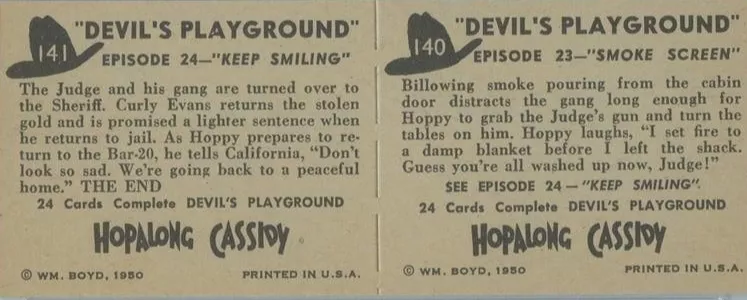 141
"DEVIL'S PLAYGROUND"
EPISODE 24—"KEEP SMILING"
The Judge and his gang are turned over to
the Sheriff. Curly Evans returns the stolen
gold and is promised a lighter sentence when
he returns to jail. As Hoppy prepares to re-
turn to the Bar-20, he tells California, "Don't
look so sad. We're going back to a peaceful
home." THE END
24 Cards Complete DEVIL'S PLAYGROUND
HOPALONG CASSIDY
© WM. BOYD, 1950 PRINTED IN U.S.A.
140
"DEVIL'S PLAYGROUND"
EPISODE 23—"SMOKE SCREEN"
Billowing smoke pouring from the cabin
door distracts the gang long enough for
Hoppy to grab the Judge's gun and turn the
tables on him. Hoppy laughs, "I set fire to
a damp blanket before I left the shack.
Guess you're all washed up now, Judge!"
SEE EPISODE 24—"KEEP SMILING".
24 Cards Complete DEVIL'S PLAYGROUND
HOPALONG CASSIDY
© WM. BOYD, 1950 PRINTED IN U.S.A.